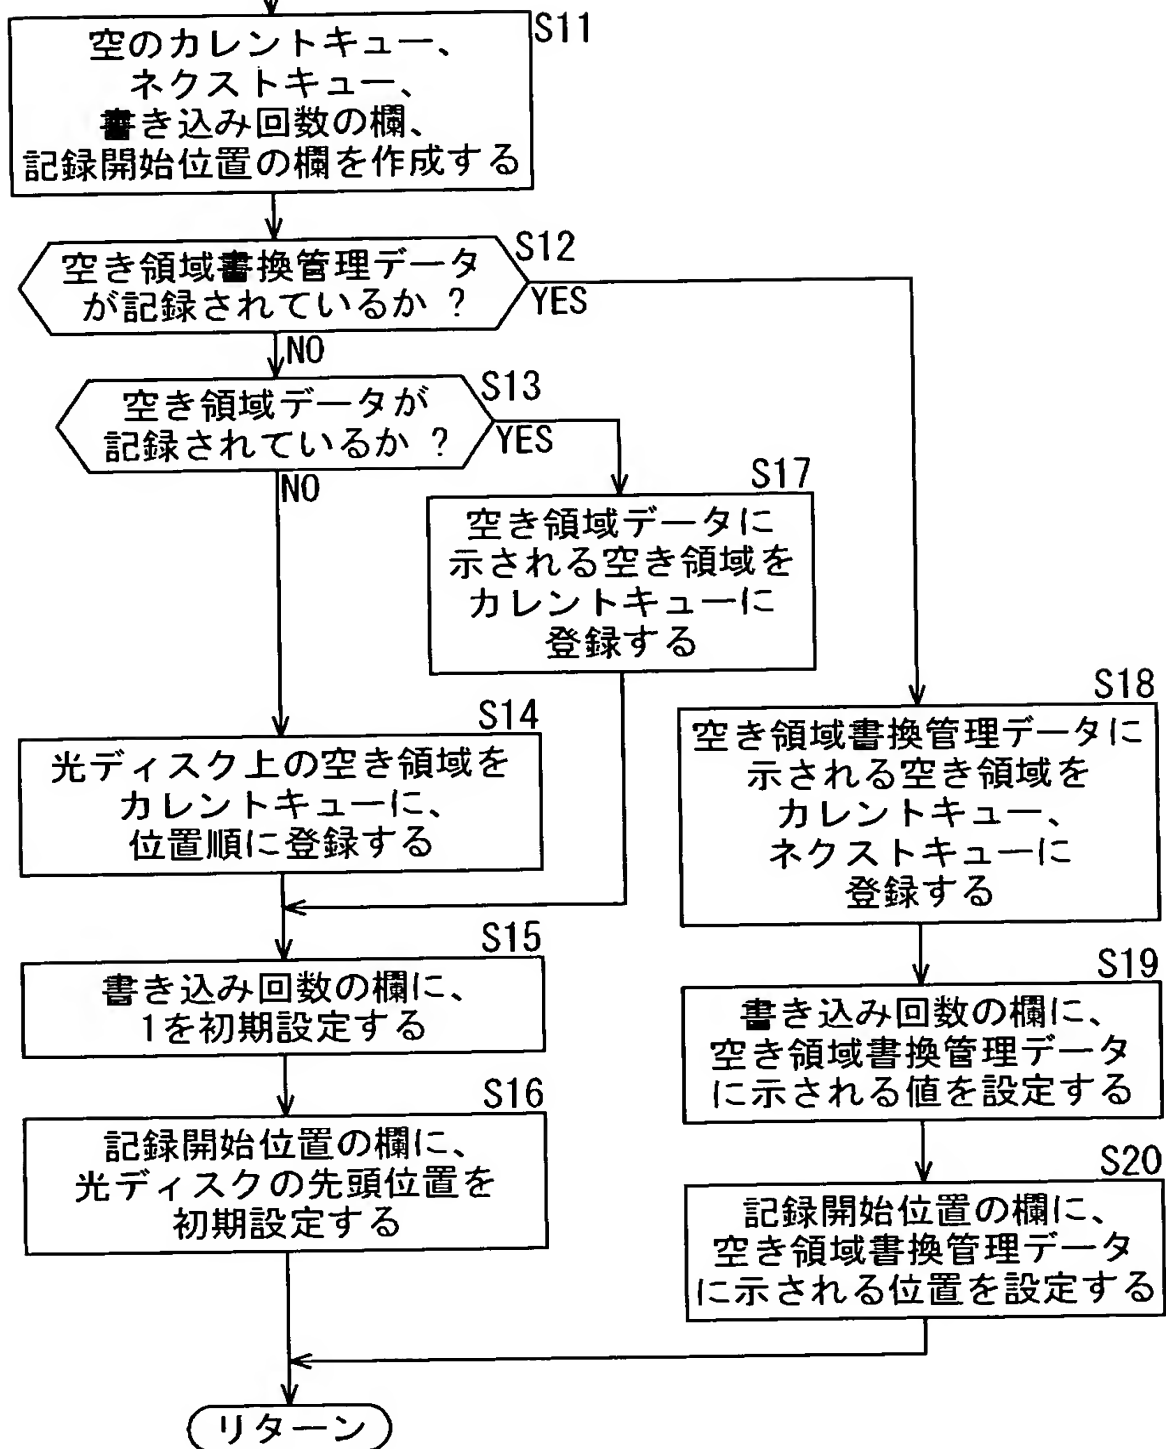 S11
空のカレントキュー、
ネクストキュー、
書き込み回数の欄、
記録開始位置の欄を作成する
S12
空き領域書換管理データ
が記録されているか ?
YES
NO
S13
空き領域データが
記録されているか ?
YES
NO
S17
空き領域データに
示される空き領域を
カレントキューに
登録する
S14
光ディスク上の空き領域を
カレントキューに、
位置順に登録する
S18
空き領域書換管理データに
示される空き領域を
カレントキュー、
ネクストキューに
登録する
S15
書き込み回数の欄に、
1を初期設定する
S19
書き込み回数の欄に、
空き領域書換管理データ
に示される値を設定する
S16
記録開始位置の欄に、
光ディスクの先頭位置を
初期設定する
S20
記録開始位置の欄に、
空き領域書換管理データ
に示される位置を設定する
リターン